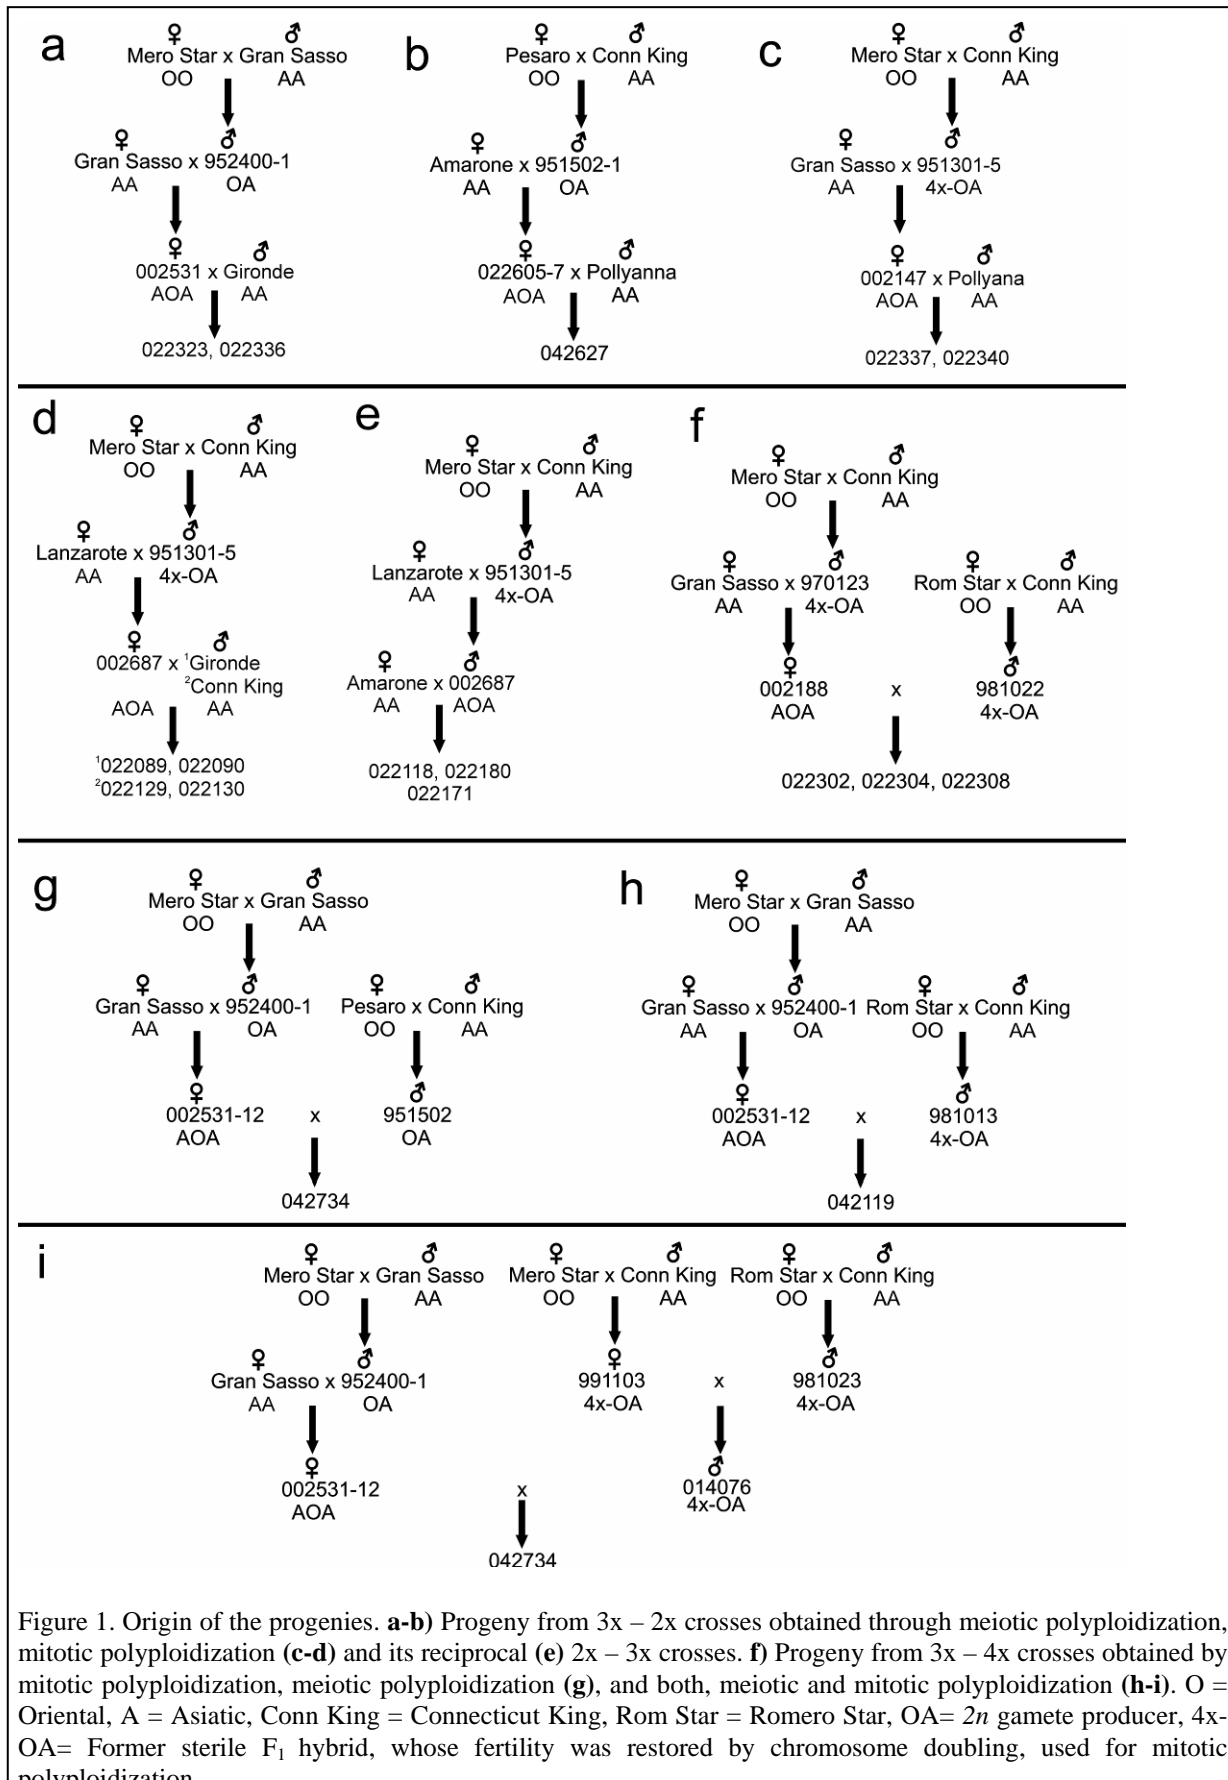 a
♀ ♂
Mero Star x Gran Sasso
OO AA
♀ ♂
Gran Sasso x 952400-1
AA OA
♀ ♂
002531 x Gironde
AOA AA
022323, 022336
b
♀ ♂
Pesaro x Conn King
OO AA
♀ ♂
Amarone x 951502-1
AA OA
♀ ♂
022605-7 x Pollyanna
AOA AA
042627
c
♀ ♂
Mero Star x Conn King
OO AA
♀ ♂
Gran Sasso x 951301-5
AA 4x-OA
♀ ♂
002147 x Pollyana
AOA AA
022337, 022340
d
♀ ♂
Mero Star x Conn King
OO AA
♀ ♂
Lanzarote x 951301-5
AA 4x-OA
♀ ♂
002687 x ¹Gironde
²Conn King
AOA AA
¹022089, 022090
²022129, 022130
e
♀ ♂
Mero Star x Conn King
OO AA
♀ ♂
Lanzarote x 951301-5
AA 4x-OA
♀ ♂
Amarone x 002687
AA AOA
022118, 022180
022171
f
♀ ♂
Mero Star x Conn King
OO AA
♀ ♂ ♀ ♂
Gran Sasso x 970123 Rom Star x Conn King
AA 4x-OA OO AA
♀ ♂
002188 x 981022
AOA 4x-OA
022302, 022304, 022308
g
♀ ♂
Mero Star x Gran Sasso
OO AA
♀ ♂ ♀ ♂
Gran Sasso x 952400-1 Pesaro x Conn King
AA OA OO AA
♀ ♂
002531-12 x 951502
AOA OA
042734
h
♀ ♂
Mero Star x Gran Sasso
OO AA
♀ ♂ ♀ ♂
Gran Sasso x 952400-1 Rom Star x Conn King
AA OA OO AA
♀ ♂
002531-12 x 981013
AOA 4x-OA
042119
i
♀ ♂ ♀ ♂ ♀ ♂
Mero Star x Gran Sasso Mero Star x Conn King Rom Star x Conn King
OO AA OO AA OO AA
♀ ♂ ♀ ♂
Gran Sasso x 952400-1 991103 x 981023
AA OA 4x-OA 4x-OA
♀ ♂
002531-12 x 014076
AOA 4x-OA
042734
Figure 1. Origin of the progenies. a-b) Progeny from 3x – 2x crosses obtained through meiotic polyploidization,
mitotic polyploidization (c-d) and its reciprocal (e) 2x – 3x crosses. f) Progeny from 3x – 4x crosses obtained by
mitotic polyploidization, meiotic polyploidization (g), and both, meiotic and mitotic polyploidization (h-i). O =
Oriental, A = Asiatic, Conn King = Connecticut King, Rom Star = Romero Star, OA= 2n gamete producer, 4x-
OA= Former sterile F₁ hybrid, whose fertility was restored by chromosome doubling, used for mitotic
polyploidization